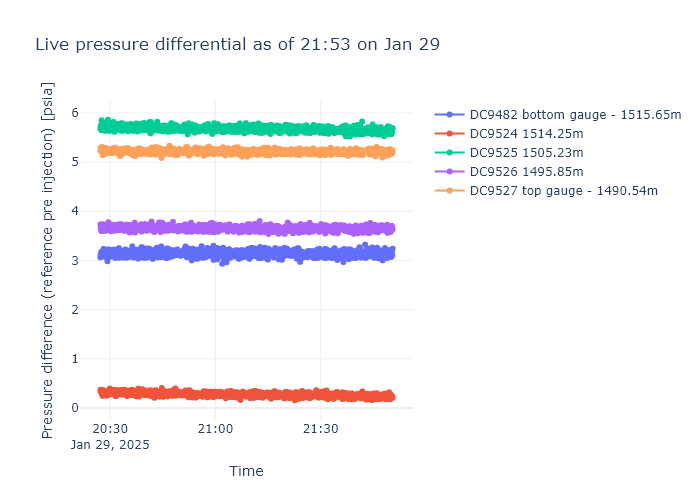 Live pressure differential as of 21:53 on Jan 29
Pressure difference (reference pre injection) [psia]
6
5
4
3
2
1
0
20:30
Jan 29, 2025
21:00
21:30
Time
DC9482 bottom gauge - 1515.65m
DC9524 1514.25m
DC9525 1505.23m
DC9526 1495.85m
DC9527 top gauge - 1490.54m